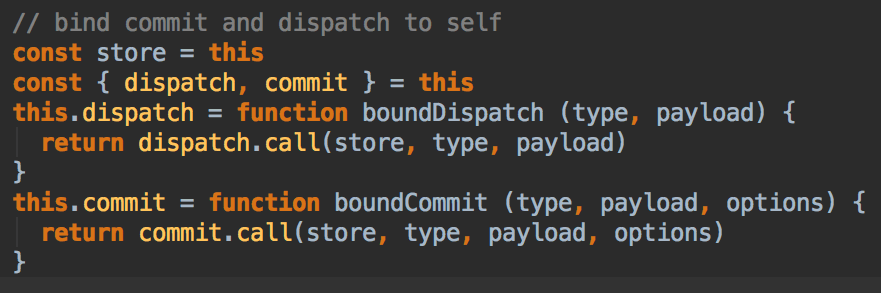 // bind commit and dispatch to self
const store = this
const { dispatch, commit } = this
this.dispatch = function boundDispatch (type, payload) {
  return dispatch.call(store, type, payload)
}
this.commit = function boundCommit (type, payload, options) {
  return commit.call(store, type, payload, options)
}